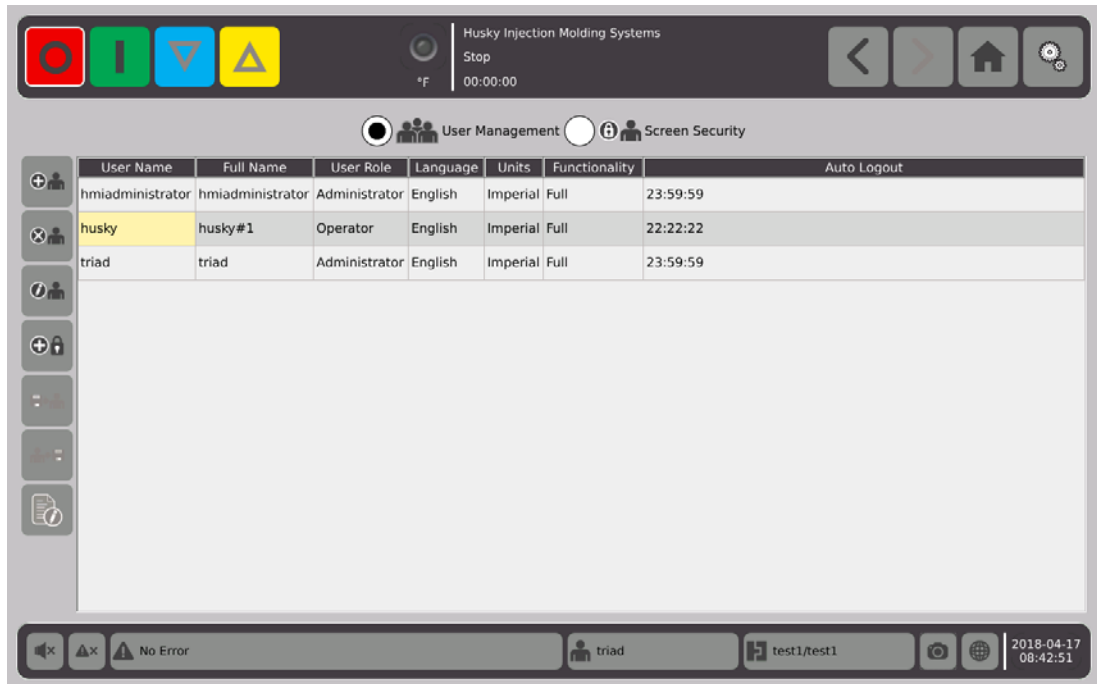 Husky Injection Molding Systems
Stop
°F 00:00:00
User Management Screen Security
User Name Full Name User Role Language Units Functionality Auto Logout
hmiadministrator hmiadministrator Administrator English Imperial Full 23:59:59
husky husky#1 Operator English Imperial Full 22:22:22
triad triad Administrator English Imperial Full 23:59:59
No Error triad test1/test1 2018-04-17
08:42:51